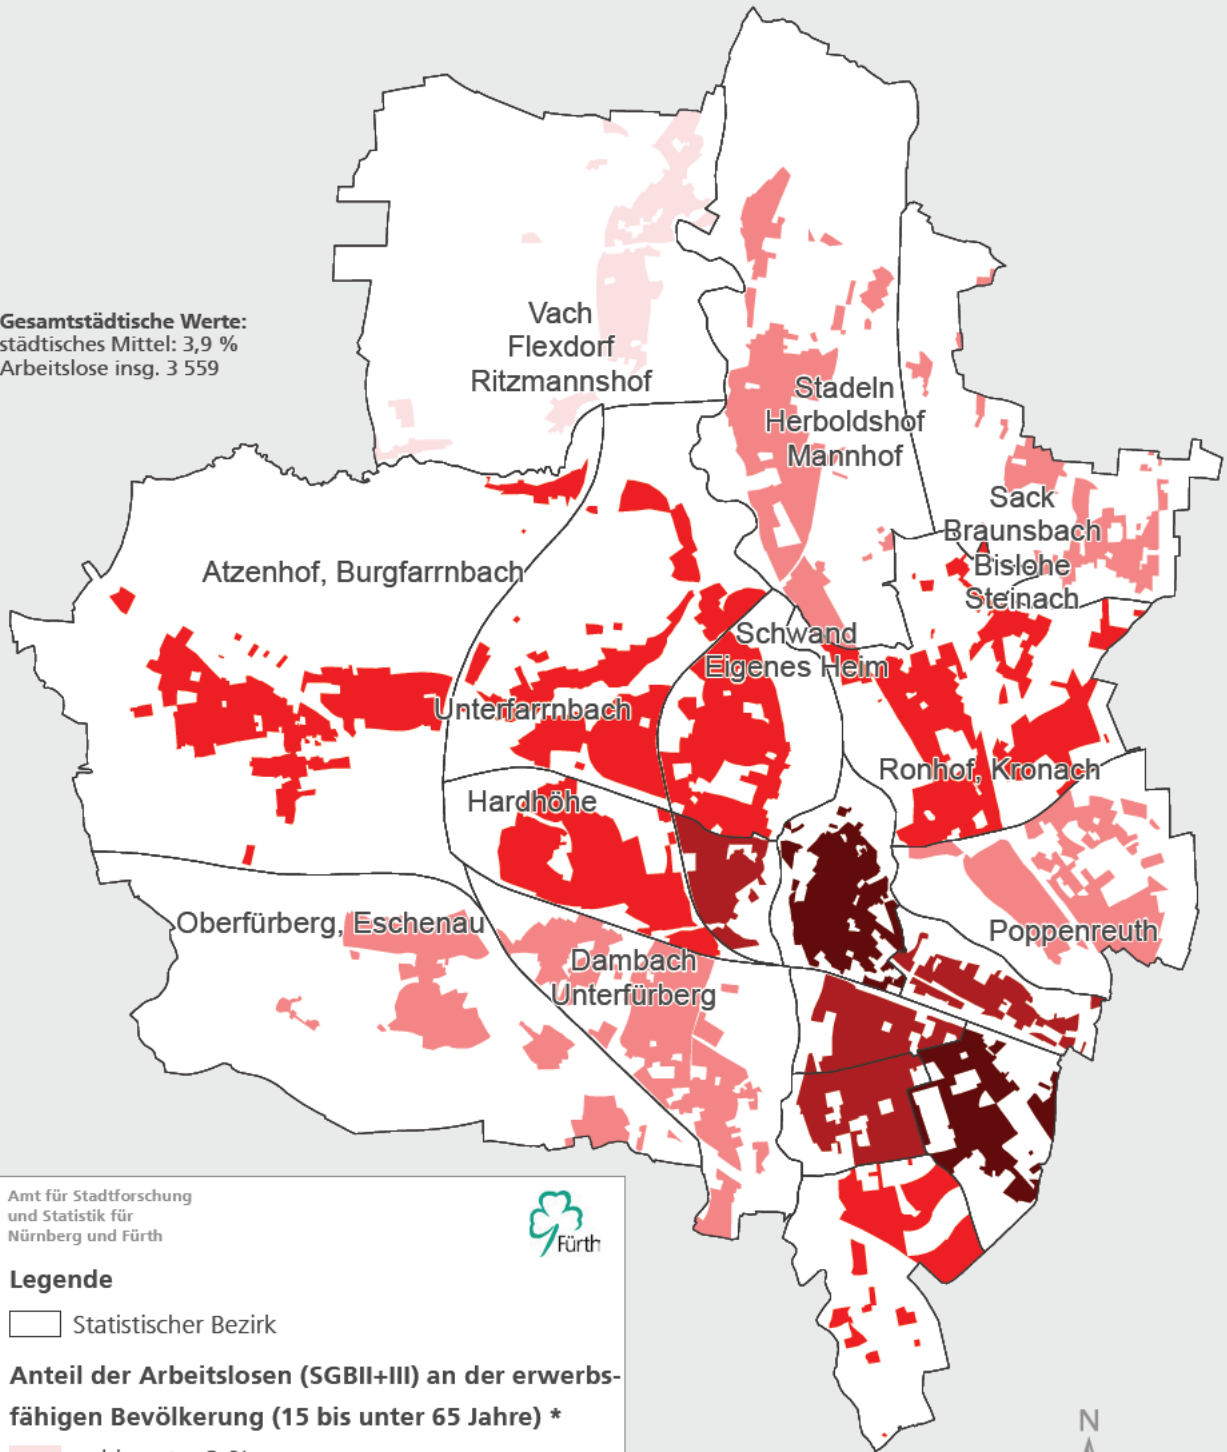 Vach
Flexdorf
Ritzmannshof
Gesamtstädtische Werte:
städtisches Mittel: 3,9 %
Arbeitslose insg. 3 559
Stadeln
Herboldshof
Mannhof
Sack
Braunsbach
Bislohe
Steinach
Atzenhof, Burgfarrnbach
Schwand
Eigenes Heim
Unterfarrnbach
Ronhof, Kronach
Hardhöhe
Oberfürberg, Eschenau
Poppenreuth
Dambach
Unterfürberg
Amt für Stadtforschung
und Statistik für
Nürnberg und Fürth
Fürth
Legende
Statistischer Bezirk
Anteil der Arbeitslosen (SGBII+III) an der erwerbs-
fähigen Bevölkerung (15 bis unter 65 Jahre) *
N